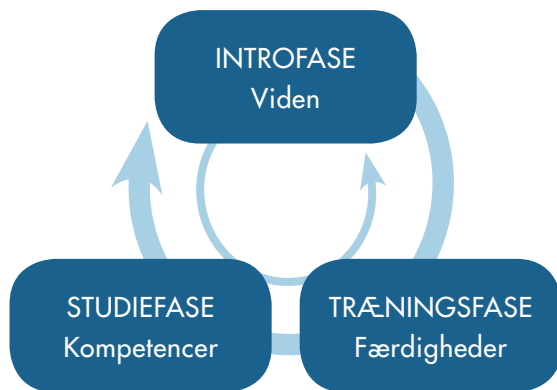 INTROFASE
Viden
STUDIEFASE
Kompetencer
TRÆNINGSFASE
Færdigheder